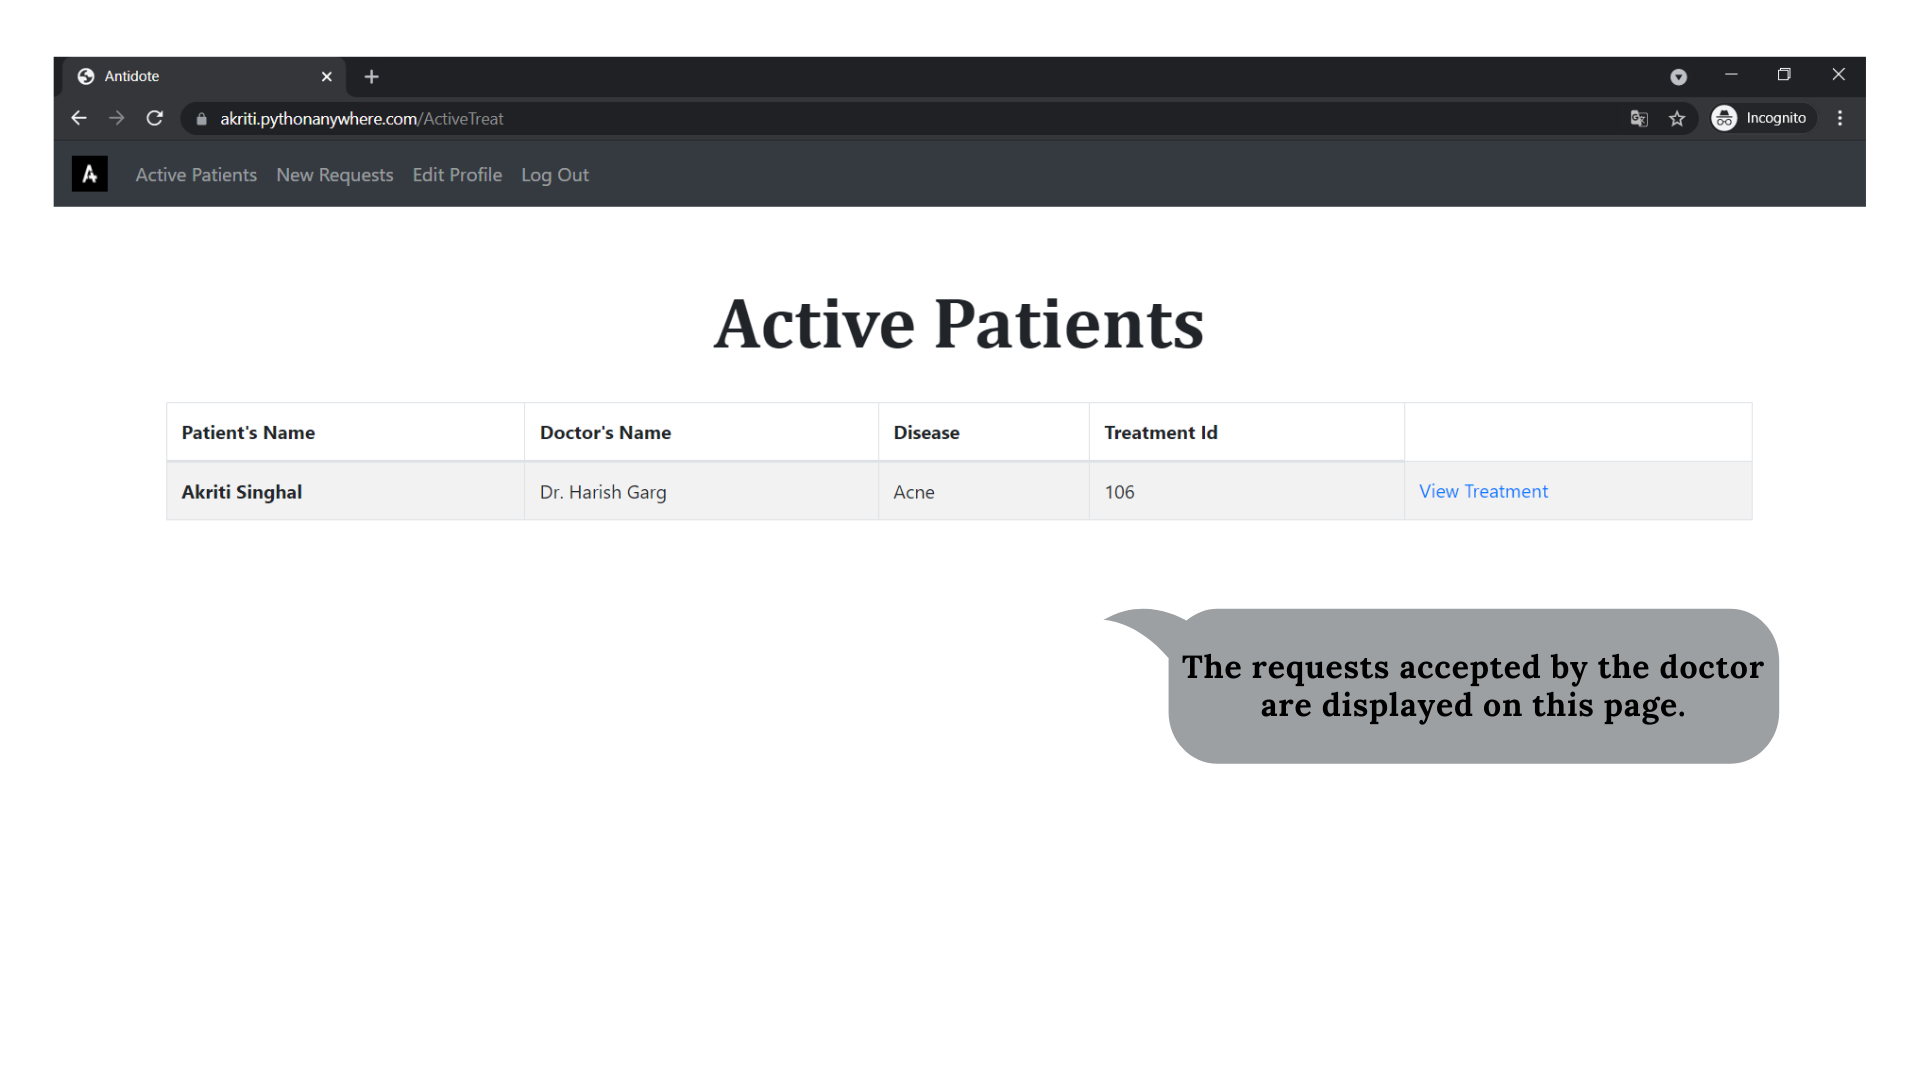 Antidote
akriti.pythonanywhere.com/ActiveTreat
Incognito
A
Active Patients New Requests Edit Profile Log Out
Active Patients
Patient's Name Doctor's Name Disease Treatment Id
Akriti Singhal Dr. Harish Garg Acne 106 View Treatment
The requests accepted by the doctor
are displayed on this page.